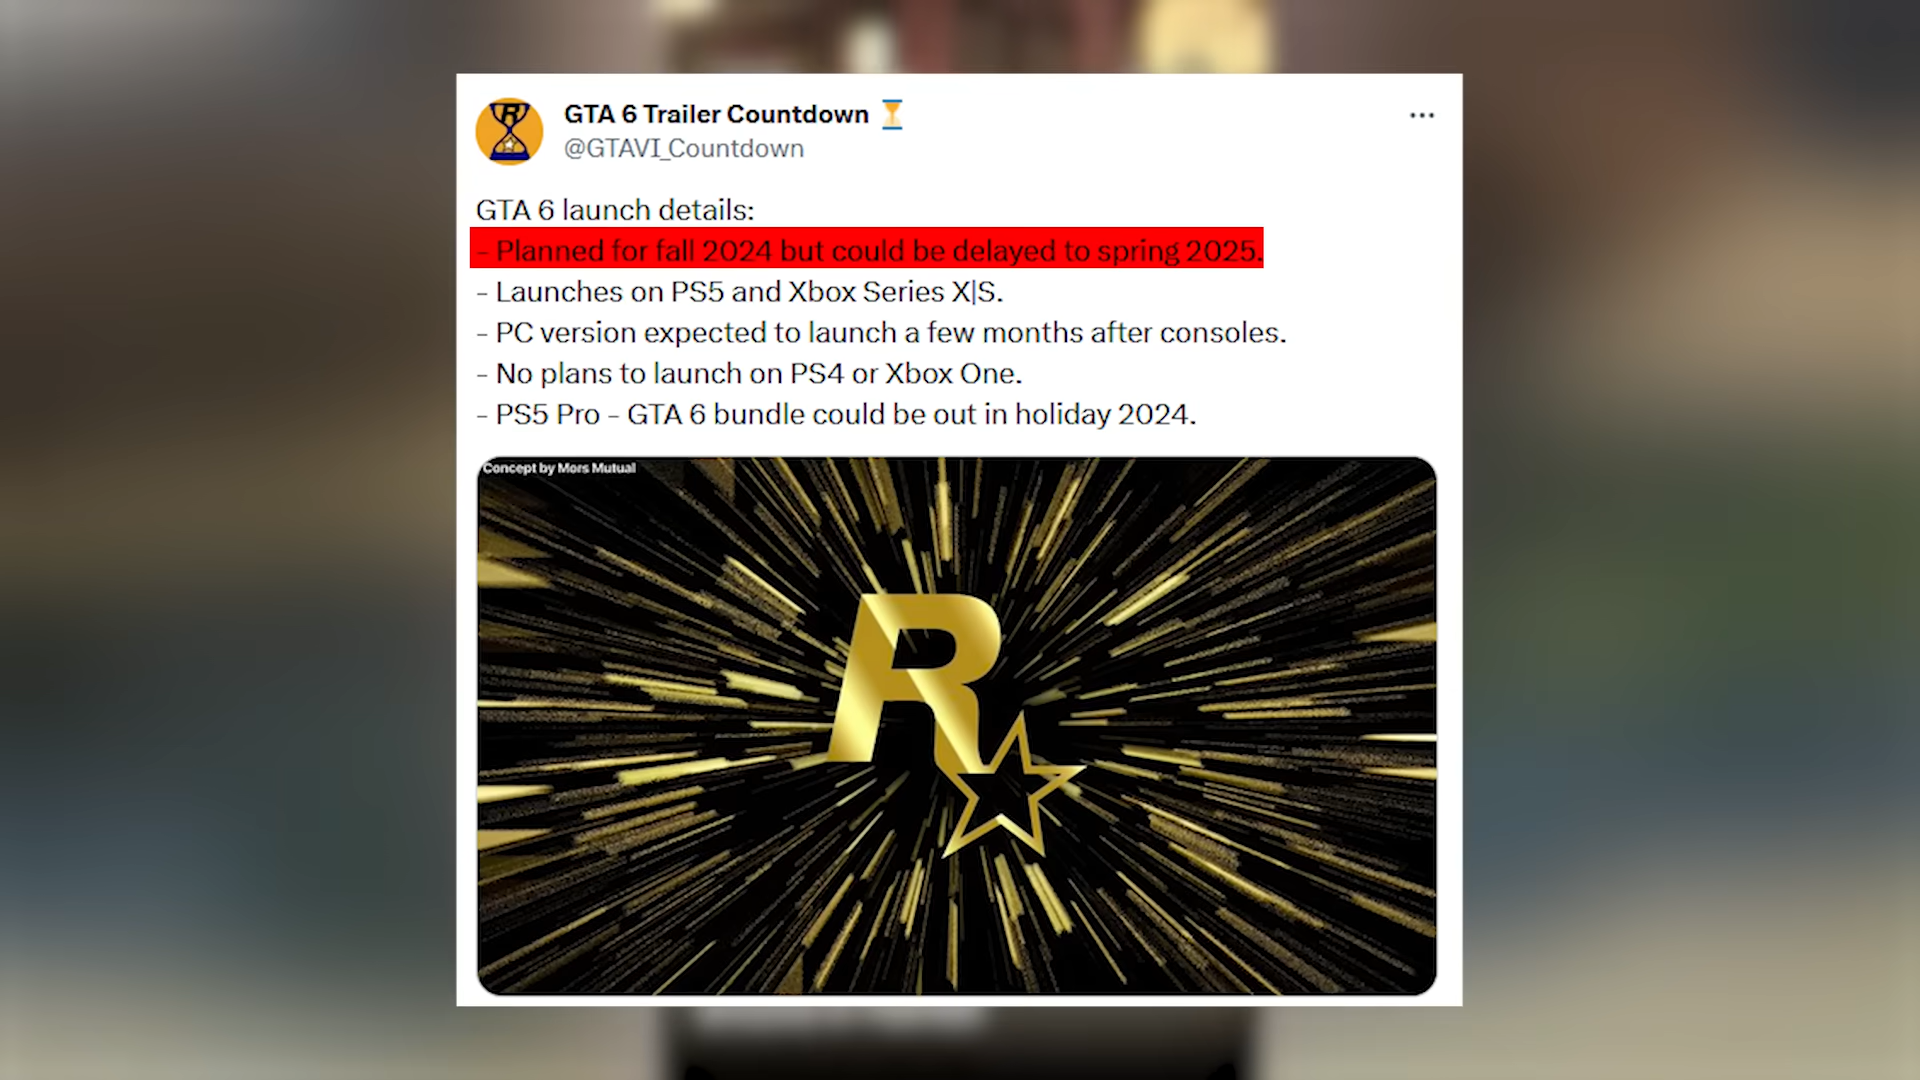 GTA 6 Trailer Countdown ⏳
@GTAVI_Countdown
GTA 6 launch details:
- Planned for fall 2024 but could be delayed to spring 2025.
- Launches on PS5 and Xbox Series X|S.
- PC version expected to launch a few months after consoles.
- No plans to launch on PS4 or Xbox One.
- PS5 Pro - GTA 6 bundle could be out in holiday 2024.
Concept by Mors Mutual
R